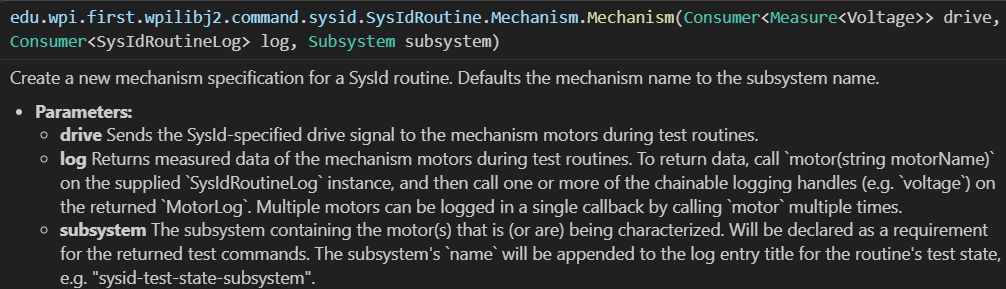 edu.wpi.first.wpilibj2.command.sysid.SysIdRoutine.Mechanism.Mechanism(Consumer<Measure<Voltage>> drive,
Consumer<SysIdRoutineLog> log, Subsystem subsystem)
Create a new mechanism specification for a SysId routine. Defaults the mechanism name to the subsystem name.
• Parameters:
○ drive Sends the SysId-specified drive signal to the mechanism motors during test routines.
○ log Returns measured data of the mechanism motors during test routines. To return data, call `motor(string motorName)`
on the supplied `SysIdRoutineLog` instance, and then call one or more of the chainable logging handles (e.g. `voltage`) on
the returned `MotorLog`. Multiple motors can be logged in a single callback by calling `motor` multiple times.
○ subsystem The subsystem containing the motor(s) that is (or are) being characterized. Will be declared as a requirement
for the returned test commands. The subsystem's `name` will be appended to the log entry title for the routine's test state,
e.g. "sysid-test-state-subsystem".